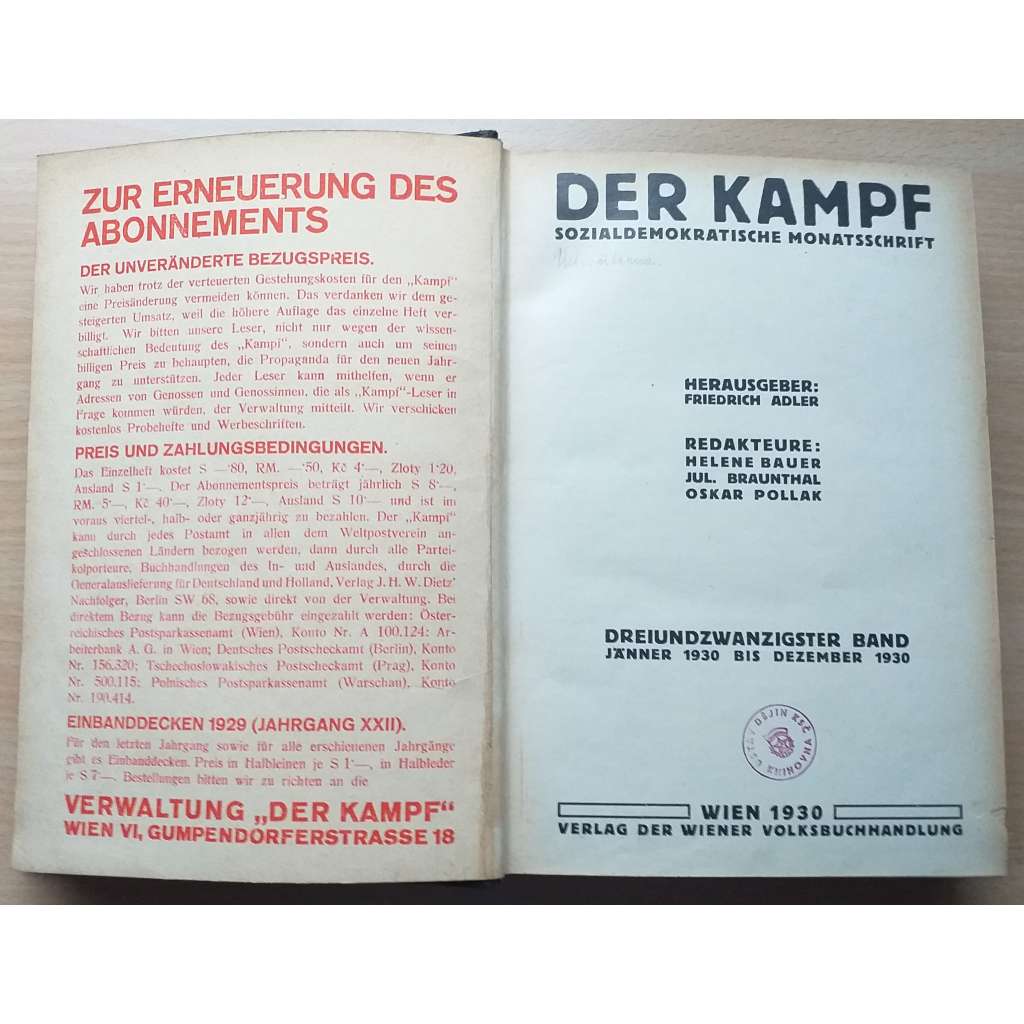 ZUR ERNEUERUNG DES
ABONNEMENTS
DER UNVERÄNDERTE BEZUGSPREIS.
Wir haben trotz der verteuerten Gestehungskosten für den „Kampf“
eine Preisänderung vermeiden können. Das verdanken wir dem ge-
steigerten Umsatz, weil die höhere Auflage das einzelne Heft ver-
billigt. Wir bitten unsere Leser, nicht nur wegen der wissen-
schaftlichen Bedeutung des „Kampf“, sondern auch um seinen
billigen Preis zu behaupten, die Propaganda für den neuen Jahr-
gang zu unterstützen. Jeder Leser kann mithelfen, wenn er
Adressen von Genossen und Genossinnen, die als „Kampf“-Leser in
Frage kommen würden, der Verwaltung mitteilt. Wir verschicken
kostenlos Probehefte und Werbeschriften.
PREIS UND ZAHLUNGSBEDINGUNGEN.
Das Einzelheft kostet S —·80, RM. —·50, Kč 4·—, Zloty 1·20,
Ausland S 1·—. Der Abonnementspreis beträgt jährlich S 8·—,
RM. 5·—, Kč 40·—, Zloty 12·—, Ausland S 10·— und ist im
voraus viertel-, halb- oder ganzjährig zu bezahlen. Der „Kampf“
kann durch jedes Postamt in allen dem Weltpostverein an-
geschlossenen Ländern bezogen werden, dann durch alle Partei-
kolporteure, Buchhandlungen des In- und Auslandes, durch die
Generalauslieferung für Deutschland und Holland, Verlag J. H. W. Dietz'
Nachfolger, Berlin SW 68, sowie direkt von der Verwaltung. Bei
direktem Bezug kann die Bezugsgebühr eingezahlt werden: Öster-
reichisches Postsparkassenamt (Wien), Konto Nr. A 100.124; Ar-
beiterbank A. G. in Wien; Deutsches Postscheckamt (Berlin), Konto
Nr. 156.320; Tschechoslowakisches Postscheckamt (Prag), Konto
Nr. 500.115; Polnisches Postsparkassenamt (Warschau), Konto
Nr. 190.414.
EINBANDDECKEN 1929 (JAHRGANG XXII).
Für den letzten Jahrgang sowie für alle erschienenen Jahrgänge
gibt es Einbanddecken. Preis in Halbleinen je S 1·—, in Halbleder
je S 7·—. Bestellungen bitten wir zu richten an die
VERWALTUNG „DER KAMPF“
WIEN VI, GUMPENDORFERSTRASSE 18
DER KAMPF
SOZIALDEMOKRATISCHE MONATSSCHRIFT
HERAUSGEBER:
FRIEDRICH ADLER
REDAKTEURE:
HELENE BAUER
JUL. BRAUNTHAL
OSKAR POLLAK
DREIUNDZWANZIGSTER BAND
JÄNNER 1930 BIS DEZEMBER 1930
ÚSTAV DĚJIN KSČ
KNIHOVNA
WIEN 1930
VERLAG DER WIENER VOLKSBUCHHANDLUNG